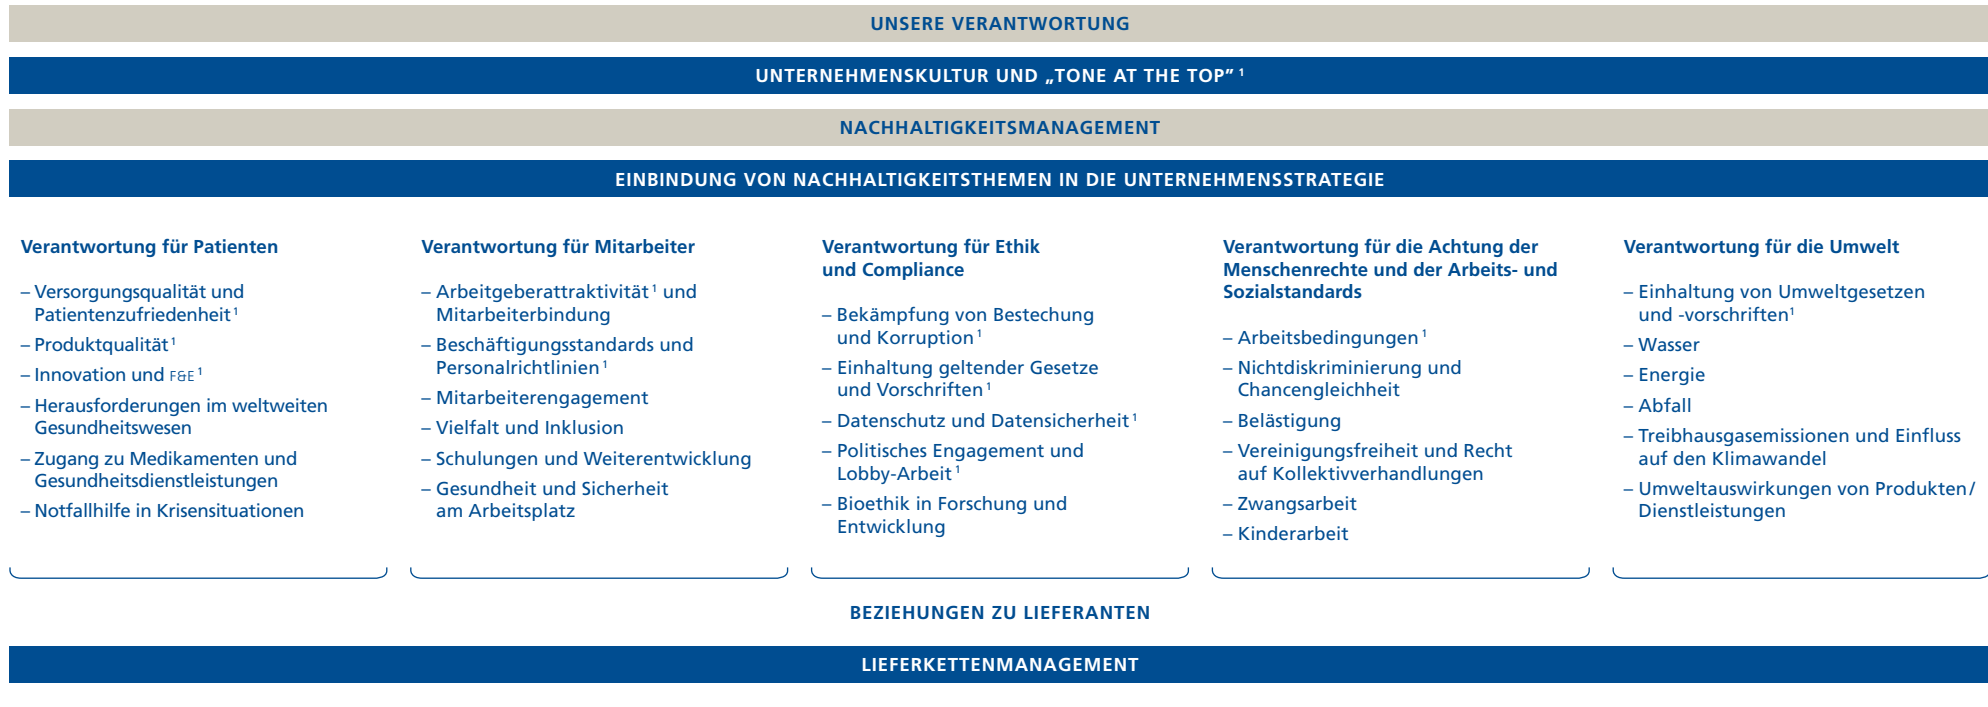 UNSERE VERANTWORTUNG
UNTERNEHMENSKULTUR UND „TONE AT THE TOP” ¹
NACHHALTIGKEITSMANAGEMENT
EINBINDUNG VON NACHHALTIGKEITSTHEMEN IN DIE UNTERNEHMENSSTRATEGIE
Verantwortung für Patienten
– Versorgungsqualität und
Patientenzufriedenheit ¹
– Produktqualität ¹
– Innovation und F&E ¹
– Herausforderungen im weltweiten
Gesundheitswesen
– Zugang zu Medikamenten und
Gesundheitsdienstleistungen
– Notfallhilfe in Krisensituationen
Verantwortung für Mitarbeiter
– Arbeitgeberattraktivität ¹ und
Mitarbeiterbindung
– Beschäftigungsstandards und
Personalrichtlinien ¹
– Mitarbeiterengagement
– Vielfalt und Inklusion
– Schulungen und Weiterentwicklung
– Gesundheit und Sicherheit
am Arbeitsplatz
Verantwortung für Ethik
und Compliance
– Bekämpfung von Bestechung
und Korruption ¹
– Einhaltung geltender Gesetze
und Vorschriften ¹
– Datenschutz und Datensicherheit ¹
– Politisches Engagement und
Lobby-Arbeit ¹
– Bioethik in Forschung und
Entwicklung
Verantwortung für die Achtung der
Menschenrechte und der Arbeits- und
Sozialstandards
– Arbeitsbedingungen ¹
– Nichtdiskriminierung und
Chancengleichheit
– Belästigung
– Vereinigungsfreiheit und Recht
auf Kollektivverhandlungen
– Zwangsarbeit
– Kinderarbeit
Verantwortung für die Umwelt
– Einhaltung von Umweltgesetzen
und -vorschriften¹
– Wasser
– Energie
– Abfall
– Treibhausgasemissionen und Einfluss
auf den Klimawandel
– Umweltauswirkungen von Produkten/
Dienstleistungen
BEZIEHUNGEN ZU LIEFERANTEN
LIEFERKETTENMANAGEMENT